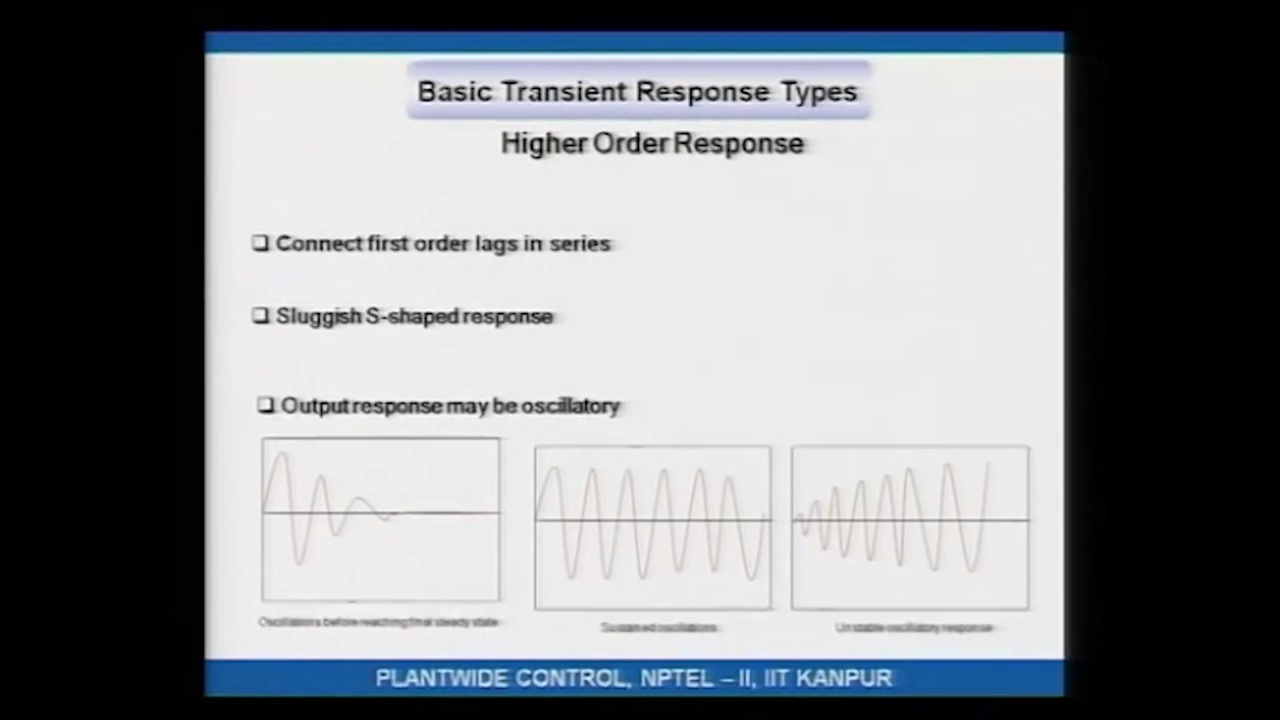 Basic Transient Response Types
Higher Order Response
❑ Connect first order lags in series
❑ Sluggish S-shaped response
❑ Output response may be oscillatory
Oscillations before reaching final steady state
Sustained oscillations
Unstable oscillatory response
PLANTWIDE CONTROL, NPTEL – II, IIT KANPUR